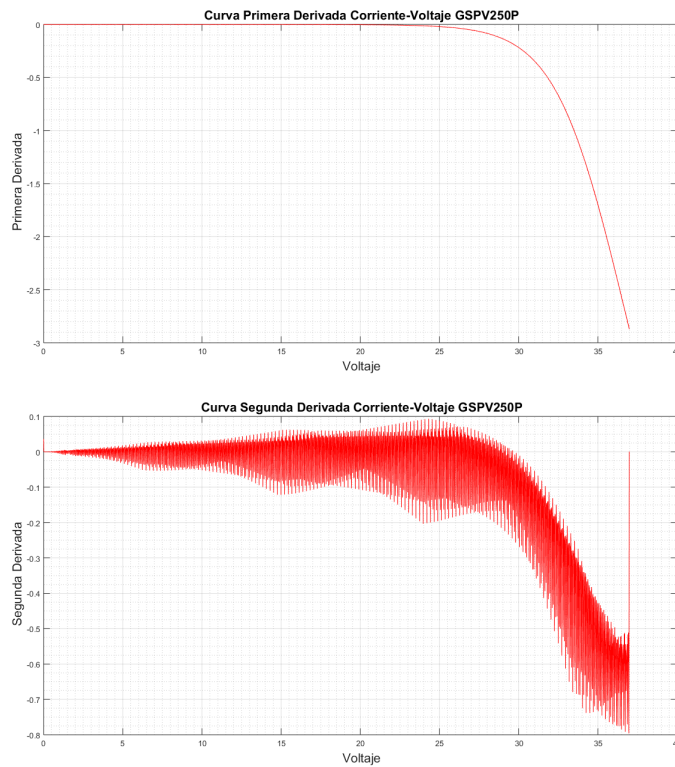 Curva Primera Derivada Corriente-Voltaje GSPV250P
0
-0.5
-1
-1.5
-2
-2.5
-3
Primera Derivada
0 5 10 15 20 25 30 35
Voltaje
Curva Segunda Derivada Corriente-Voltaje GSPV250P
0.1
0
-0.1
-0.2
-0.3
-0.4
-0.5
-0.6
-0.7
-0.8
Segunda Derivada
0 5 10 15 20 25 30 35
Voltaje